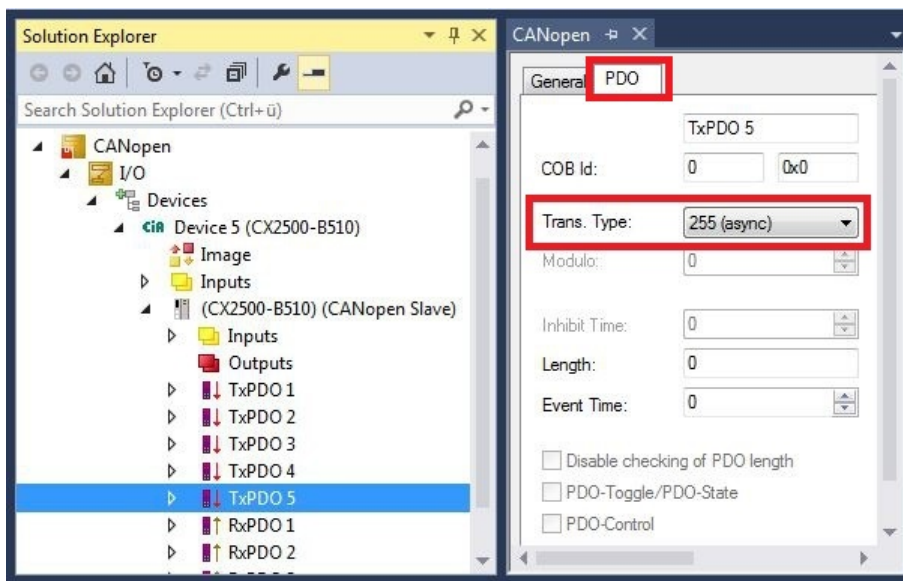 Solution Explorer
Search Solution Explorer (Ctrl+ü)
CANopen
I/O
Devices
CiA Device 5 (CX2500-B510)
Image
Inputs
(CX2500-B510) (CANopen Slave)
Inputs
Outputs
TxPDO 1
TxPDO 2
TxPDO 3
TxPDO 4
TxPDO 5
RxPDO 1
RxPDO 2
CANopen
General PDO
TxPDO 5
COB Id: 0 0x0
Trans. Type: 255 (async)
Modulo: 0
Inhibit Time: 0
Length: 0
Event Time: 0
Disable checking of PDO length
PDO-Toggle/PDO-State
PDO-Control